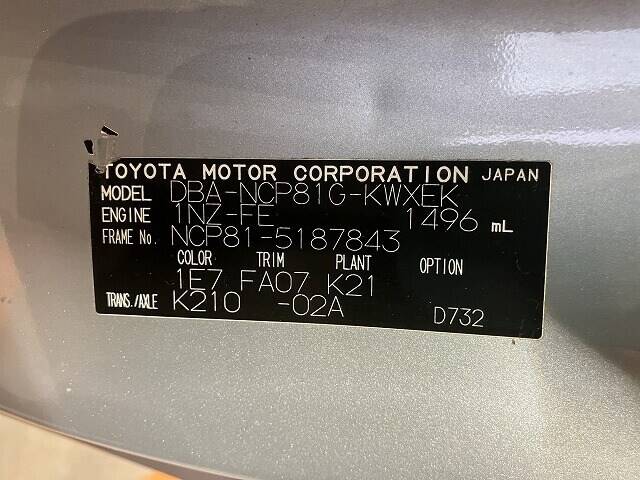 TOYOTA MOTOR CORPORATION JAPAN
MODEL DBA-NCP81G-KWXEK
ENGINE 1NZ-FE 1496 mL
FRAME No. NCP81-5187843
COLOR TRIM PLANT OPTION
1E7 FA07 K21
TRANS./AXLE K210 -02A D732